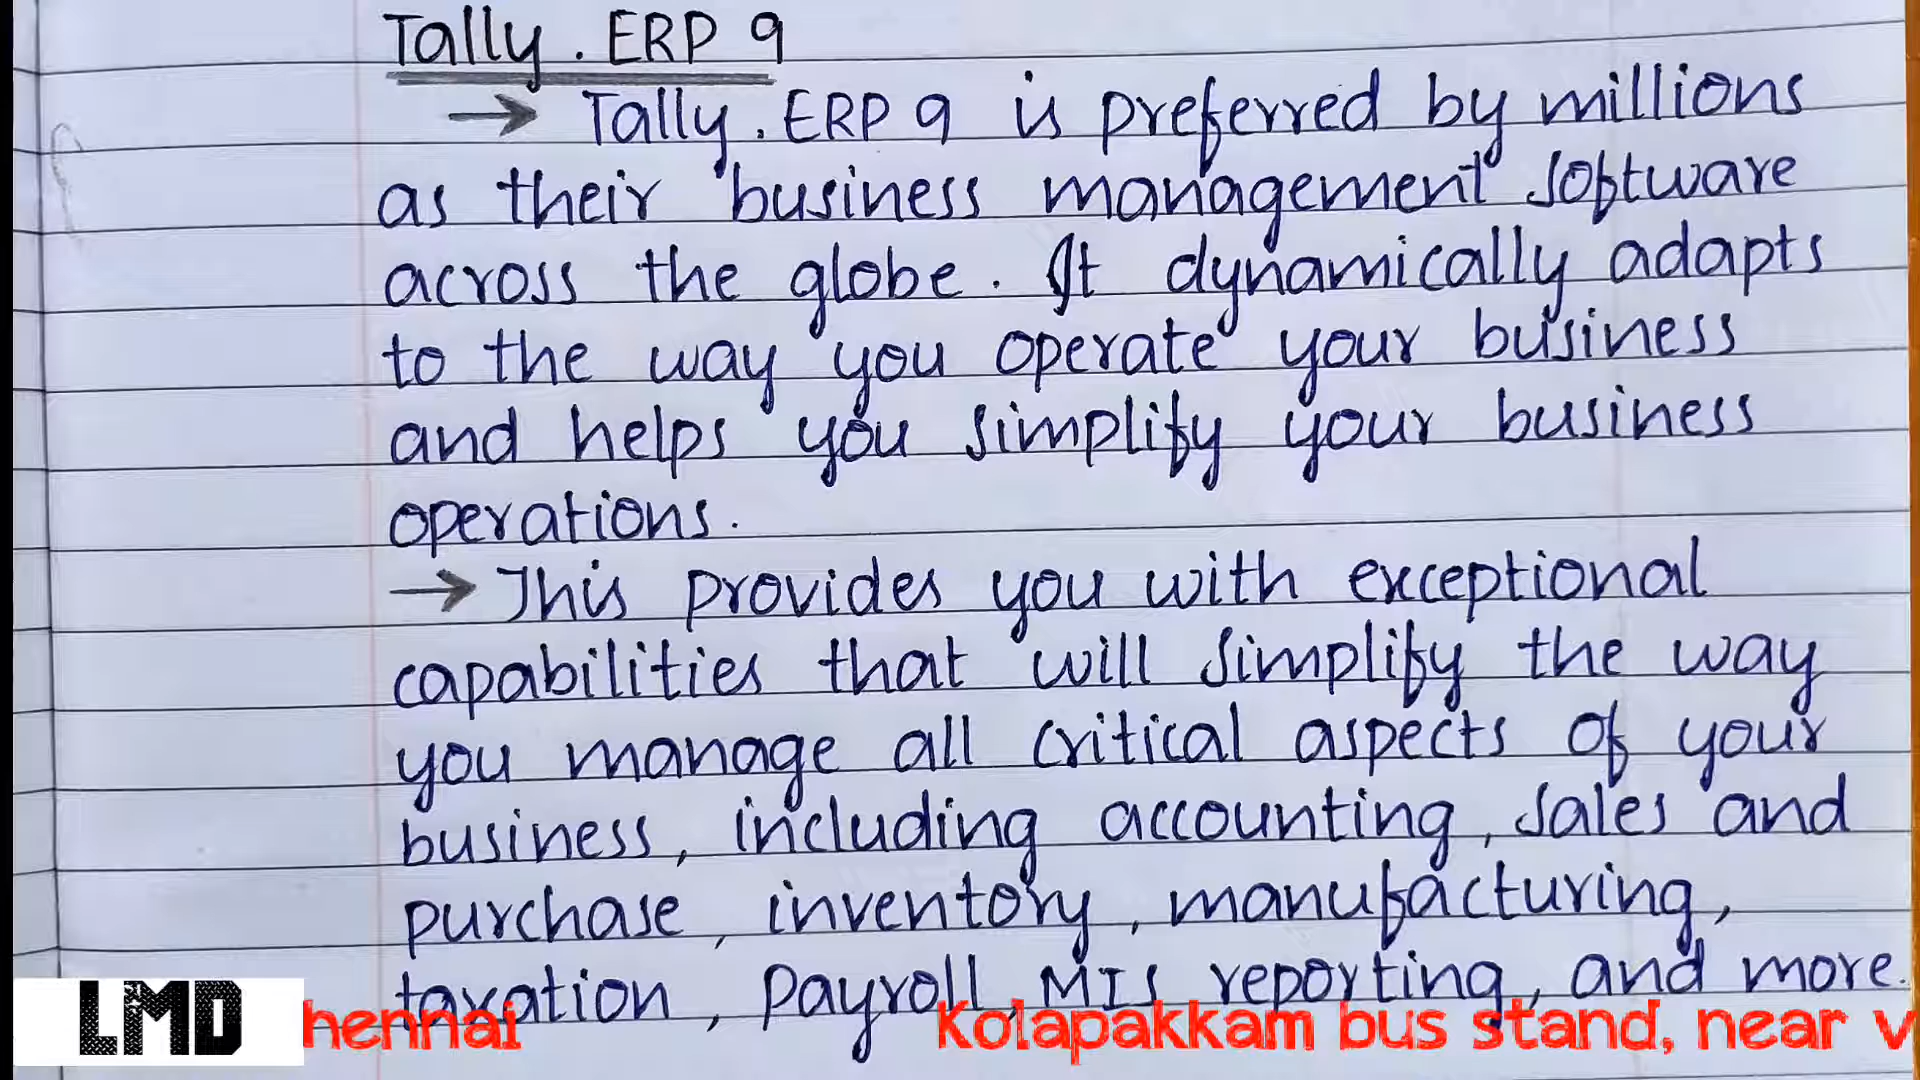 Tally. ERP 9
→ Tally. ERP 9 is preferred by millions
as their business management software
across the globe. It dynamically adapts
to the way you operate your business
and helps you simplify your business
operations.
→ This provides you with exceptional
capabilities that will simplify the way
you manage all critical aspects of your
business, including accounting, sales and
purchase, inventory, manufacturing,
taxation, payroll, MIS reporting, and more.
LMD hennai Kolapakkam bus stand, near v